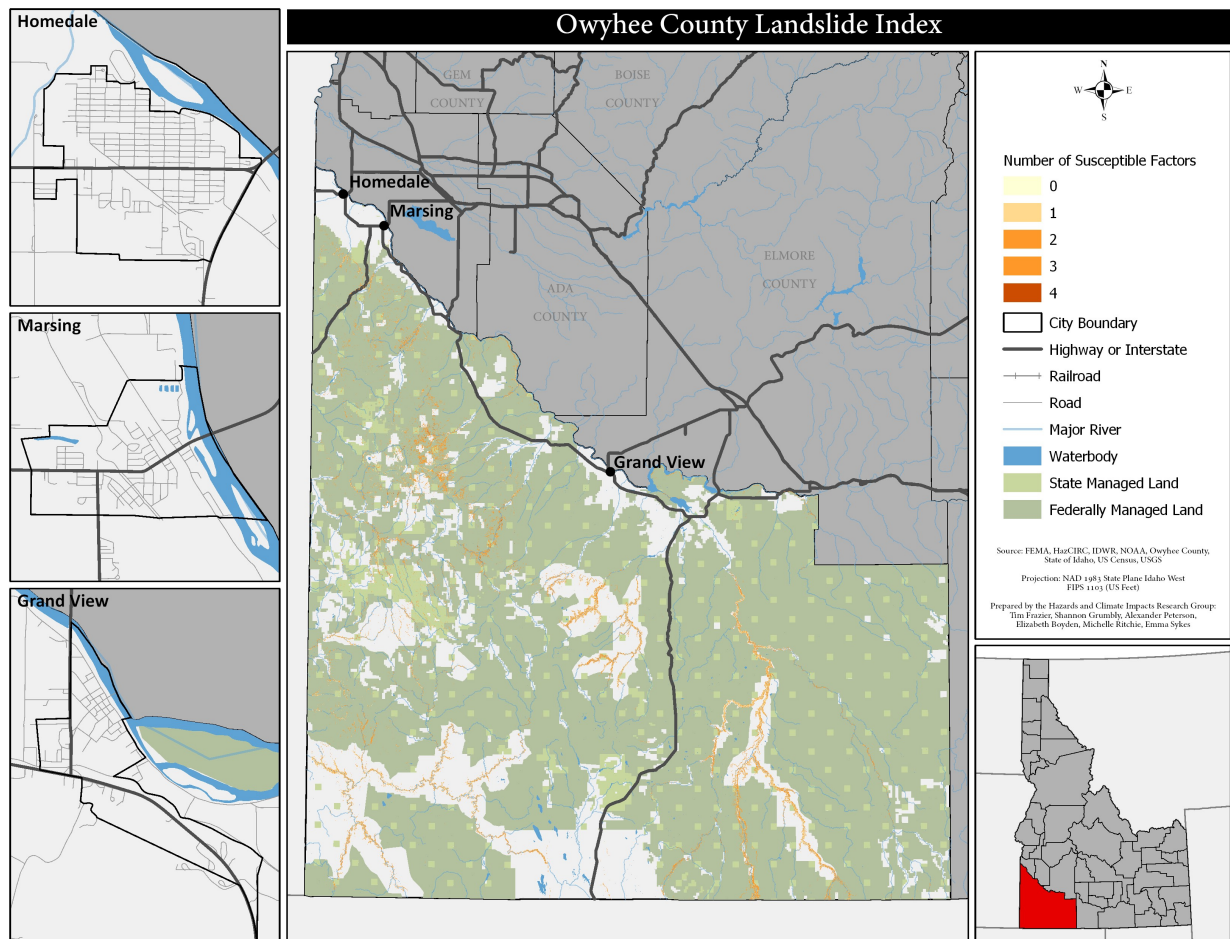 Owyhee County Landslide Index
Homedale
Marsing
Grand View
GEM
COUNTY
BOISE
COUNTY
Homedale
Marsing
ELMORE
COUNTY
ADA
COUNTY
Grand View
N
W
E
S
Number of Susceptible Factors
0
1
2
3
4
City Boundary
Highway or Interstate
Railroad
Road
Major River
Waterbody
State Managed Land
Federally Managed Land
Source: FEMA, HazCIRC, IDWR, NOAA, Owyhee County,
State of Idaho, US Census, USGS
Projection: NAD 1983 State Plane Idaho West
FIPS 1103 (US Feet)
Prepared by the Hazards and Climate Impacts Research Group:
Tim Frazier, Shannon Grumbly, Alexander Peterson,
Elizabeth Boyden, Michelle Ritchie, Emma Sykes